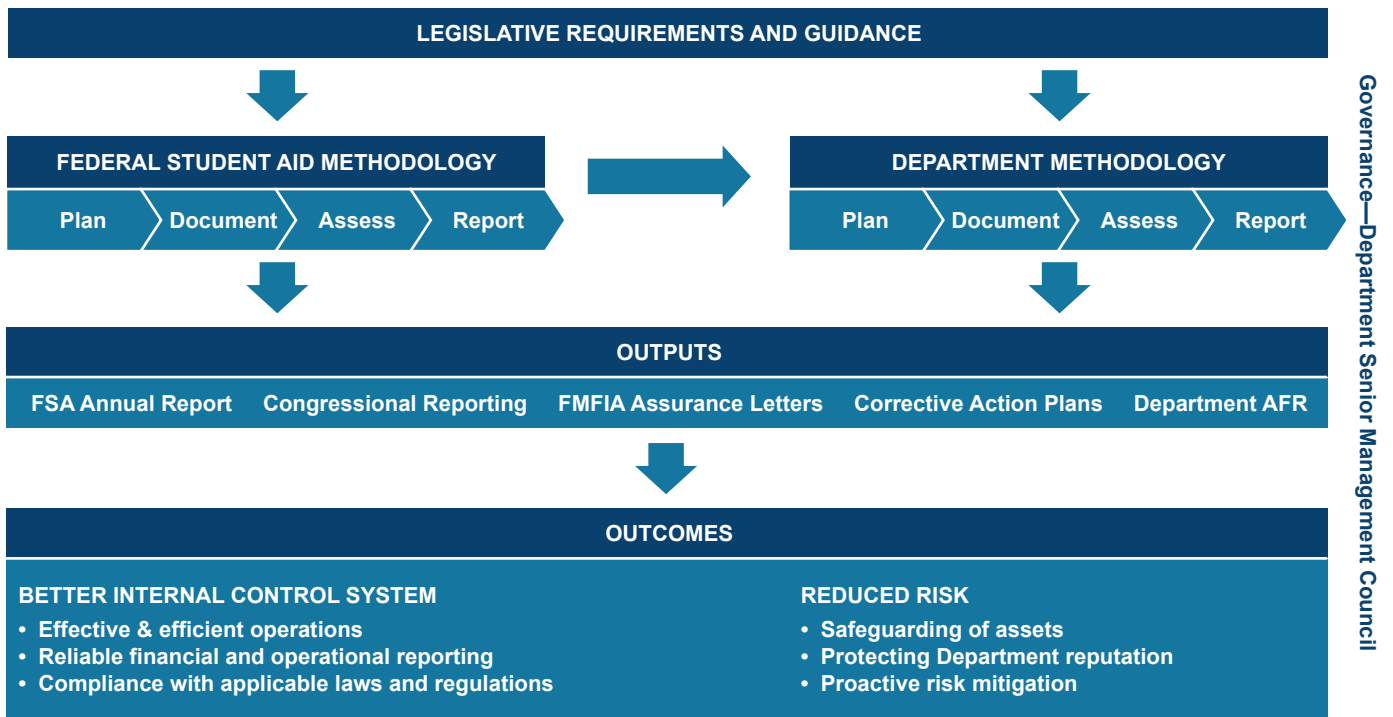 LEGISLATIVE REQUIREMENTS AND GUIDANCE
FEDERAL STUDENT AID METHODOLOGY
Plan
Document
Assess
Report
DEPARTMENT METHODOLOGY
Plan
Document
Assess
Report
OUTPUTS
FSA Annual Report
Congressional Reporting
FMFIA Assurance Letters
Corrective Action Plans
Department AFR
OUTCOMES
BETTER INTERNAL CONTROL SYSTEM
• Effective & efficient operations
• Reliable financial and operational reporting
• Compliance with applicable laws and regulations
REDUCED RISK
• Safeguarding of assets
• Protecting Department reputation
• Proactive risk mitigation
Governance—Department Senior Management Council